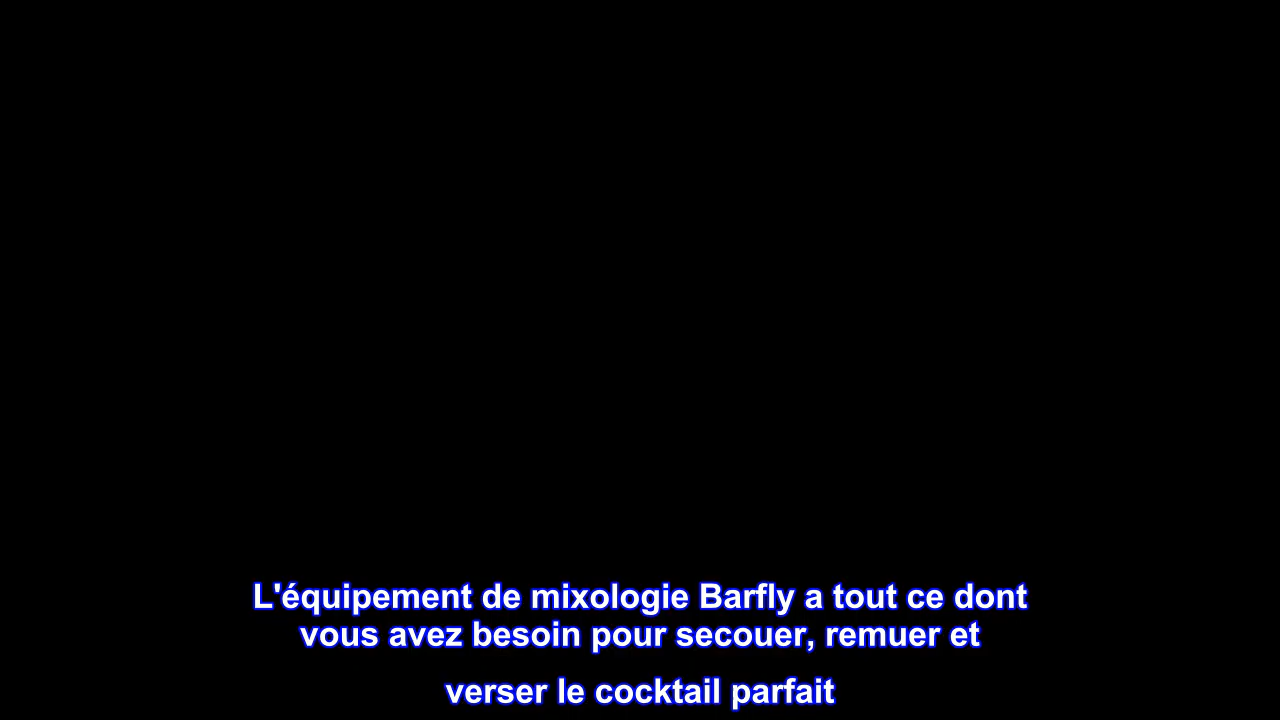 L'équipement de mixologie Barfly a tout ce dont
vous avez besoin pour secouer, remuer et
verser le cocktail parfait